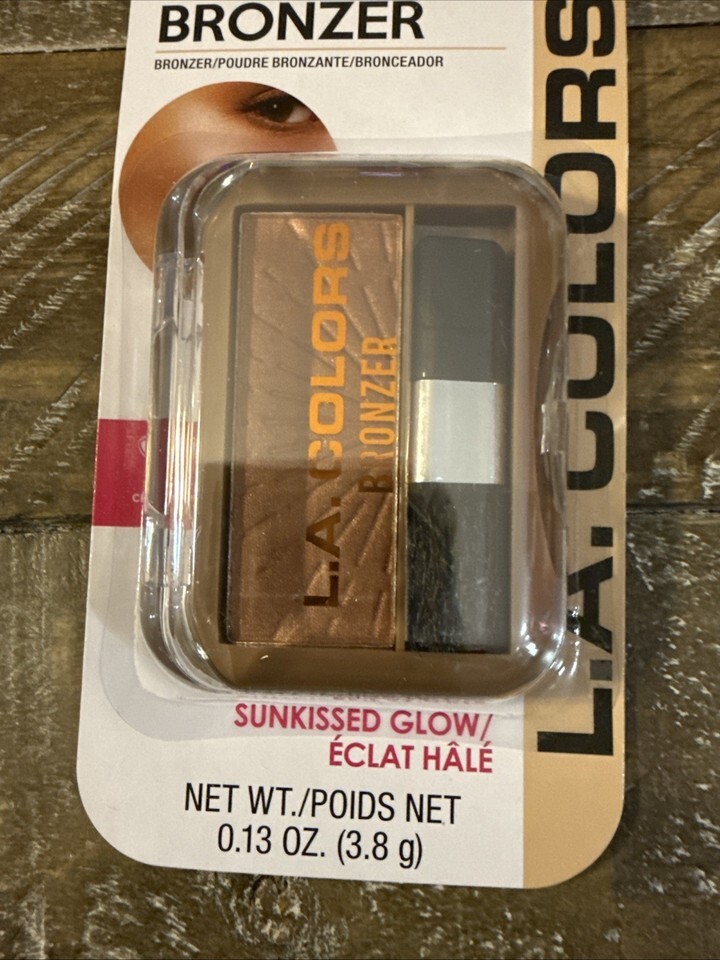 BRONZER
BRONZER/POUDRE BRONZANTE/BRONCEADOR
L.A. COLORS
BRONZER
L.A. COLORS
SUNKISSED GLOW/
ÉCLAT HÂLÉ
NET WT./POIDS NET
0.13 OZ. (3.8 g)